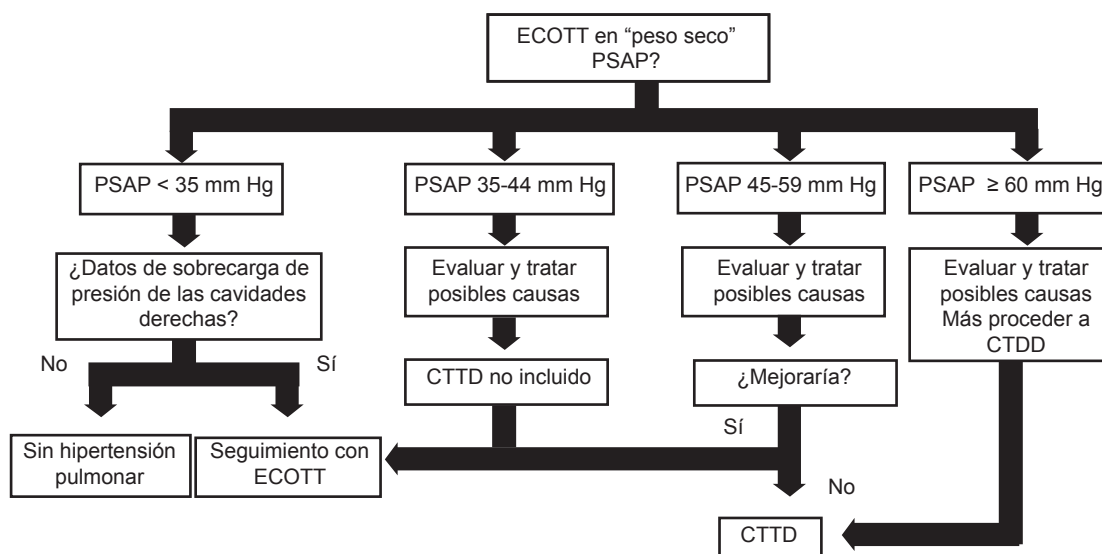 ECOTT en “peso seco”
PSAP?
PSAP < 35 mm Hg
PSAP 35-44 mm Hg
PSAP 45-59 mm Hg
PSAP ≥ 60 mm Hg
¿Datos de sobrecarga de
presión de las cavidades
derechas?
Evaluar y tratar
posibles causas
Evaluar y tratar
posibles causas
Evaluar y tratar
posibles causas
Más proceder a
CTDD
No
Sí
CTTD no incluido
¿Mejoraría?
Sí
Sin hipertensión
pulmonar
Seguimiento con
ECOTT
No
CTTD